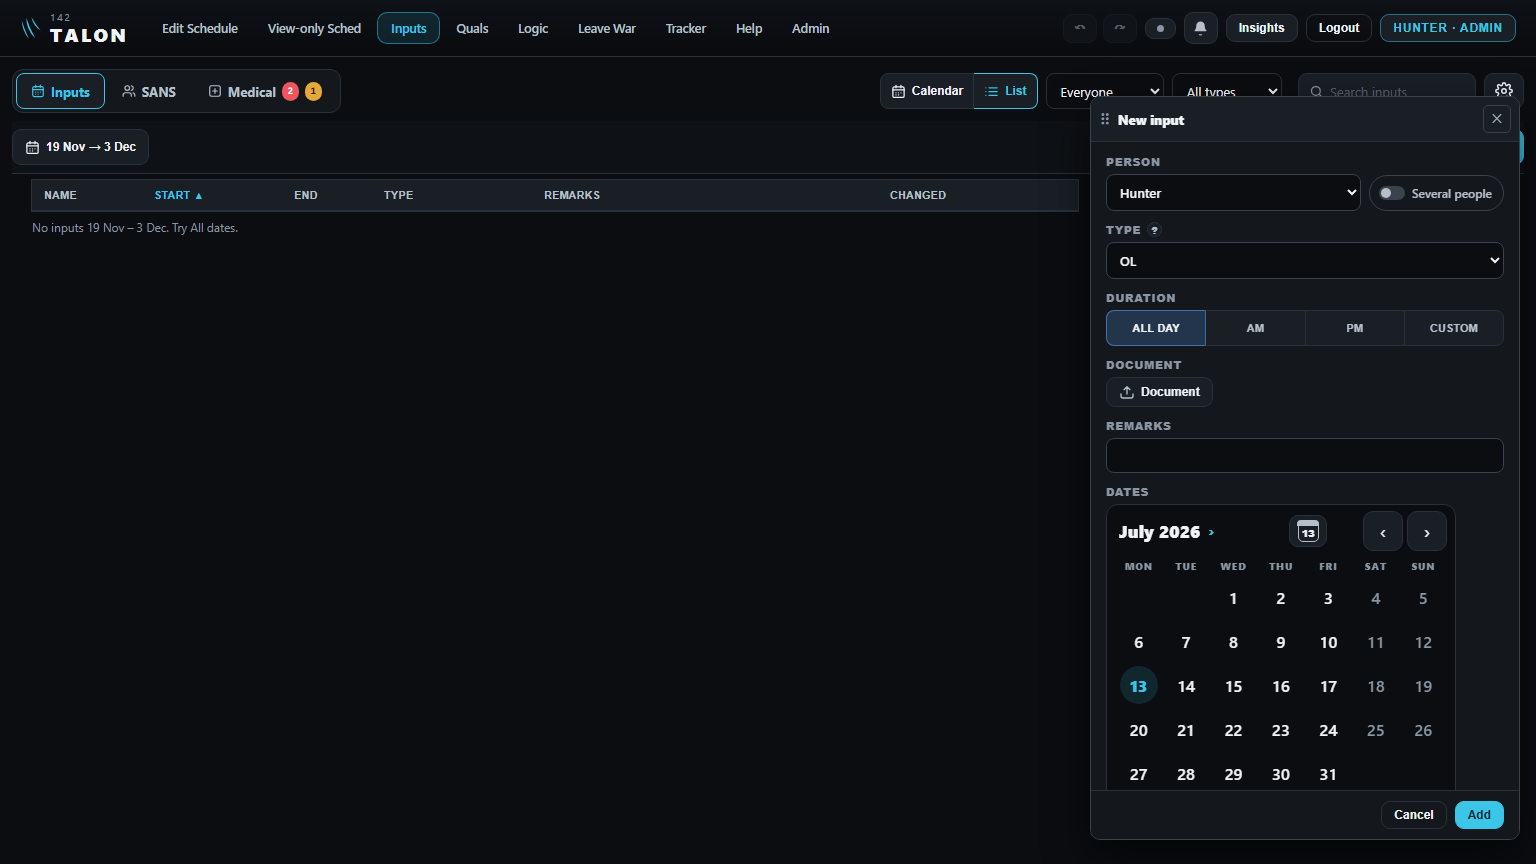 142
TALON
Edit Schedule
View-only Sched
Inputs
Quals
Logic
Leave War
Tracker
Help
Admin
Insights
Logout
HUNTER · ADMIN
Inputs
SANS
Medical 2 1
Calendar
List
Everyone
All types
Search inputs
19 Nov → 3 Dec
NAME START ▲ END TYPE REMARKS CHANGED
No inputs 19 Nov – 3 Dec. Try All dates.
New input
PERSON
Hunter
Several people
TYPE ?
OL
DURATION
ALL DAY AM PM CUSTOM
DOCUMENT
Document
REMARKS
DATES
July 2026 › 13 ‹ ›
MON TUE WED THU FRI SAT SUN
1 2 3 4 5
6 7 8 9 10 11 12
13 14 15 16 17 18 19
20 21 22 23 24 25 26
27 28 29 30 31
Cancel Add